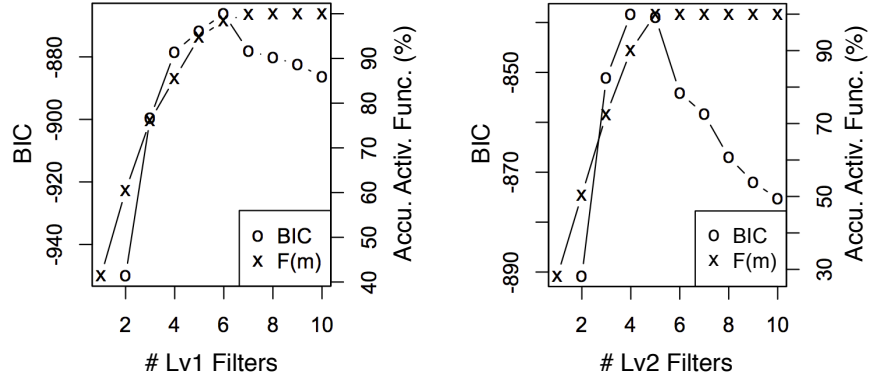 BIC
-880
-900
-920
-940
90
80
70
60
50
40
Accu. Activ. Func. (%)
o BIC
x F(m)
2 4 6 8 10
# Lv1 Filters
BIC
-850
-870
-890
90
70
50
30
Accu. Activ. Func. (%)
o BIC
x F(m)
2 4 6 8 10
# Lv2 Filters